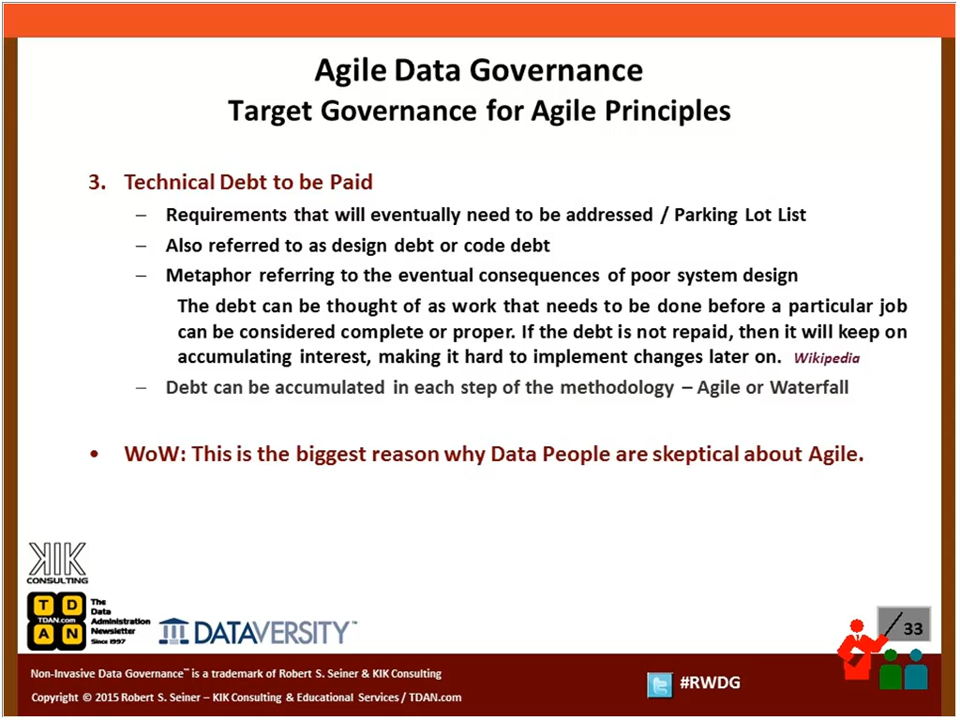 Agile Data Governance
Target Governance for Agile Principles
3. Technical Debt to be Paid
– Requirements that will eventually need to be addressed / Parking Lot List
– Also referred to as design debt or code debt
– Metaphor referring to the eventual consequences of poor system design
The debt can be thought of as work that needs to be done before a particular job
can be considered complete or proper. If the debt is not repaid, then it will keep on
accumulating interest, making it hard to implement changes later on. Wikipedia
– Debt can be accumulated in each step of the methodology – Agile or Waterfall
• WoW: This is the biggest reason why Data People are skeptical about Agile.
KIK
CONSULTING
T D
TDAN.com
A N
The
Data
Administration
Newsletter
Since 1997
DATAVERSITY™
33
Non-Invasive Data Governance™ is a trademark of Robert S. Seiner & KIK Consulting
Copyright © 2015 Robert S. Seiner – KIK Consulting & Educational Services / TDAN.com
#RWDG